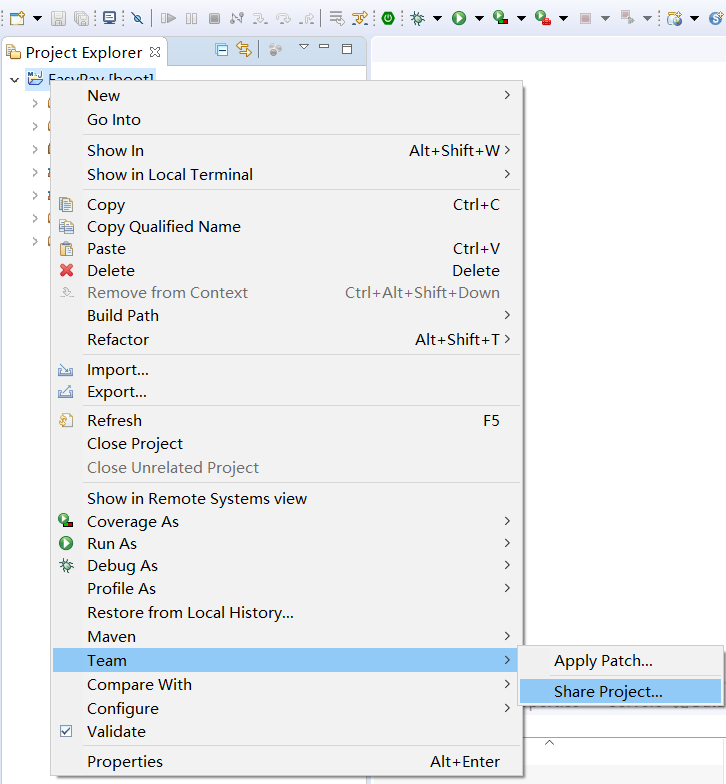 Project Explorer
EasyPay [boot]
New
Go Into
Show In Alt+Shift+W
Show in Local Terminal
Copy Ctrl+C
Copy Qualified Name
Paste Ctrl+V
Delete Delete
Remove from Context Ctrl+Alt+Shift+Down
Build Path
Refactor Alt+Shift+T
Import...
Export...
Refresh F5
Close Project
Close Unrelated Project
Show in Remote Systems view
Coverage As
Run As
Debug As
Profile As
Restore from Local History...
Maven
Team
Apply Patch...
Compare With
Share Project...
Configure
Validate
Properties Alt+Enter